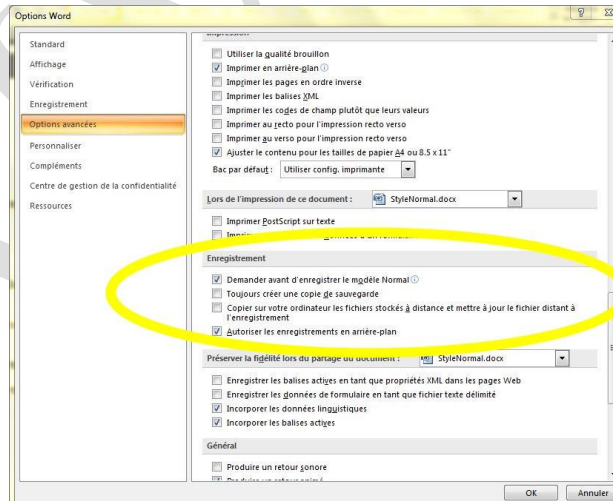 Options Word
Standard
Affichage
Vérification
Enregistrement
Options avancées
Personnaliser
Compléments
Centre de gestion de la confidentialité
Ressources
Impression
Utiliser la qualité brouillon
Imprimer en arrière-plan
Imprimer les pages en ordre inverse
Imprimer les balises XML
Imprimer les codes de champ plutôt que leurs valeurs
Imprimer au recto pour l'impression recto verso
Imprimer au verso pour l'impression recto verso
Ajuster le contenu pour les tailles de papier A4 ou 8.5 x 11"
Bac par défaut : Utiliser config. imprimante
Lors de l'impression de ce document : StyleNormal.docx
Imprimer PostScript sur texte
Enregistrement
Demander avant d'enregistrer le modèle Normal
Toujours créer une copie de sauvegarde
Copier sur votre ordinateur les fichiers stockés à distance et mettre à jour le fichier distant à
l'enregistrement
Autoriser les enregistrements en arrière-plan
Préserver la fidélité lors du partage du document : StyleNormal.docx
Enregistrer les balises actives en tant que propriétés XML dans les pages Web
Enregistrer les données de formulaire en tant que fichier texte délimité
Incorporer les données linguistiques
Incorporer les balises actives
Général
Produire un retour sonore
OK Annuler